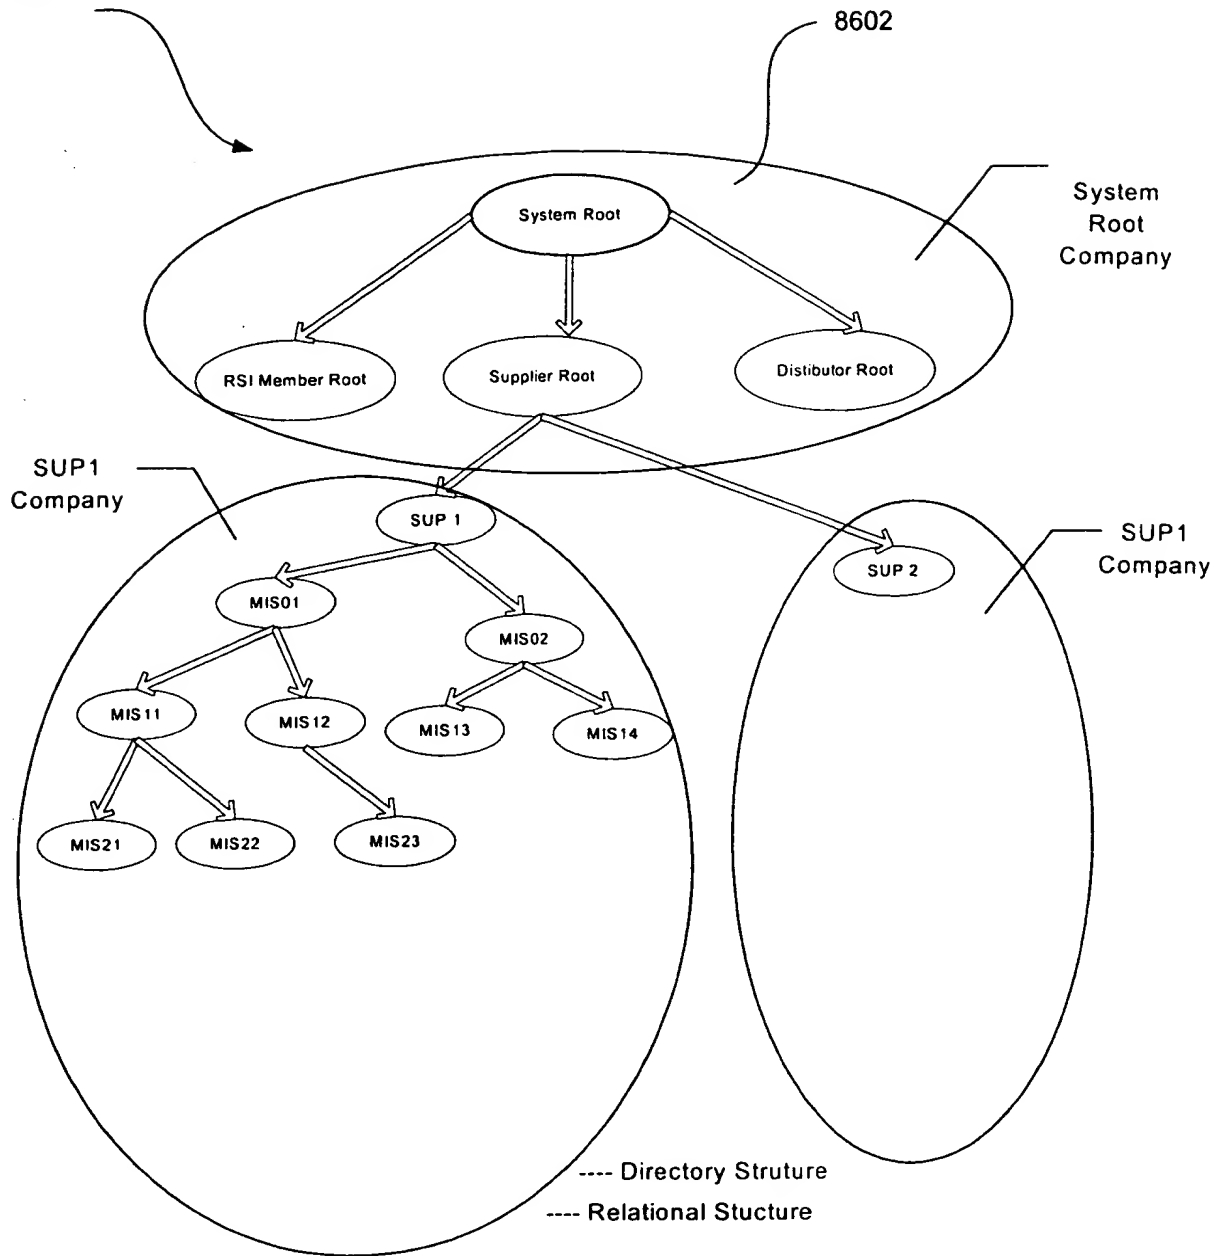 8602
System
Root
Company
System Root
RSI Member Root
Supplier Root
Distibutor Root
SUP1
Company
SUP 1
SUP1
Company
SUP 2
MIS01
MIS02
MIS11
MIS12
MIS13
MIS14
MIS21
MIS22
MIS23
---- Directory Struture
---- Relational Stucture